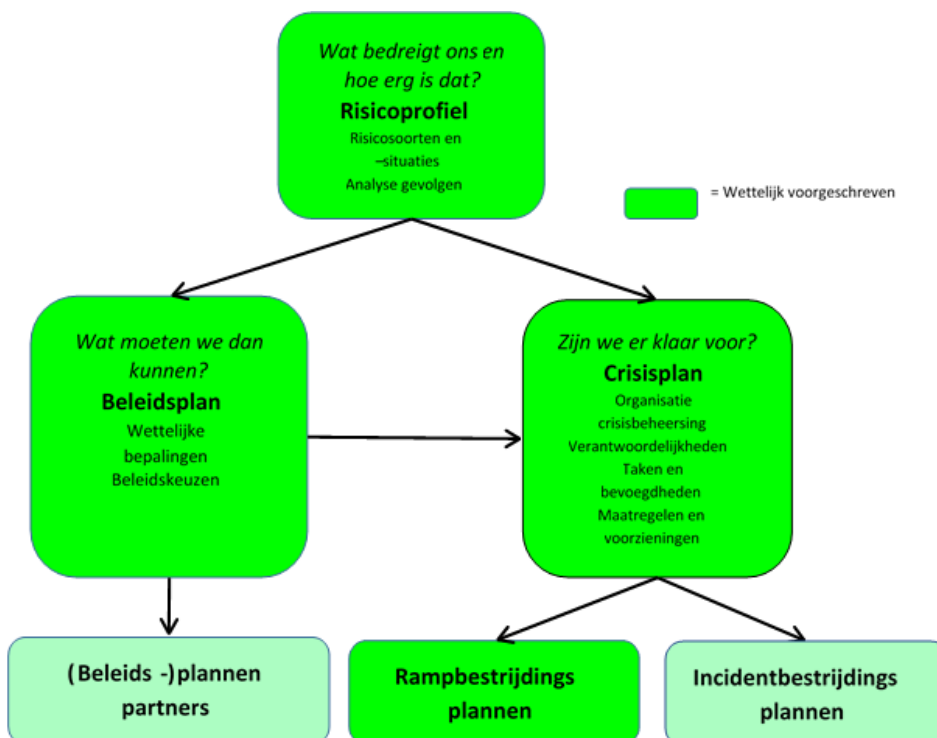 Wat bedreigt ons en
hoe erg is dat?
Risicoprofiel
Risicosoorten en
–situaties
Analyse gevolgen
= Wettelijk voorgeschreven
Wat moeten we dan
kunnen?
Beleidsplan
Wettelijke
bepalingen
Beleidskeuzen
Zijn we er klaar voor?
Crisisplan
Organisatie
crisisbeheersing
Verantwoordelijkheden
Taken en
bevoegdheden
Maatregelen en
voorzieningen
(Beleids -)plannen
partners
Rampbestrijdings
plannen
Incidentbestrijdings
plannen